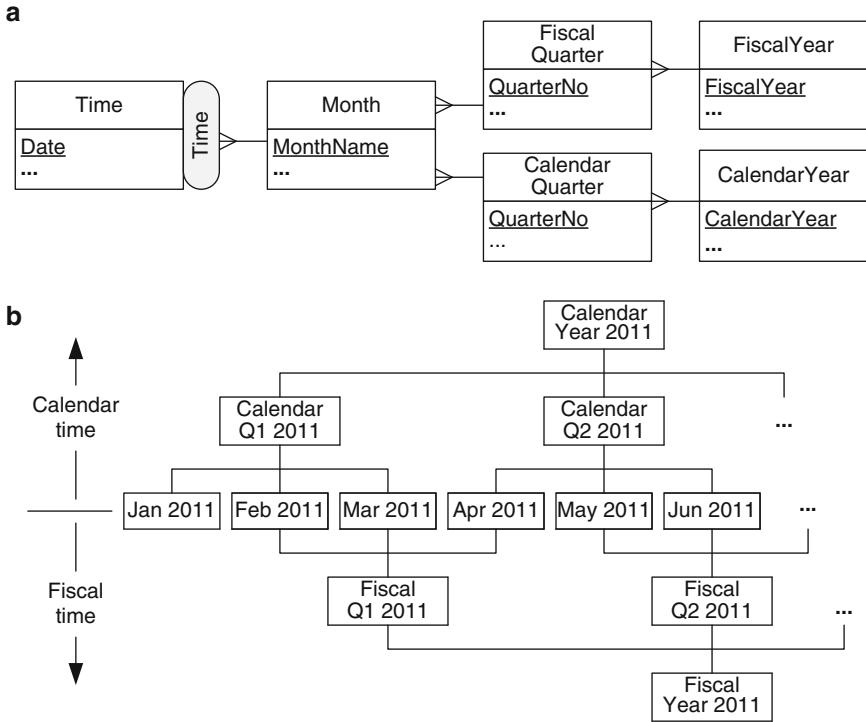 a
Time
Date
...
Time
Month
MonthName
...
Fiscal
Quarter
QuarterNo
...
FiscalYear
FiscalYear
...
Calendar
Quarter
QuarterNo
...
CalendarYear
CalendarYear
...
b
Calendar
time
Fiscal
time
Calendar
Year 2011
Calendar
Q1 2011
Calendar
Q2 2011
...
Jan 2011
Feb 2011
Mar 2011
Apr 2011
May 2011
Jun 2011
...
Fiscal
Q1 2011
Fiscal
Q2 2011
...
Fiscal
Year 2011